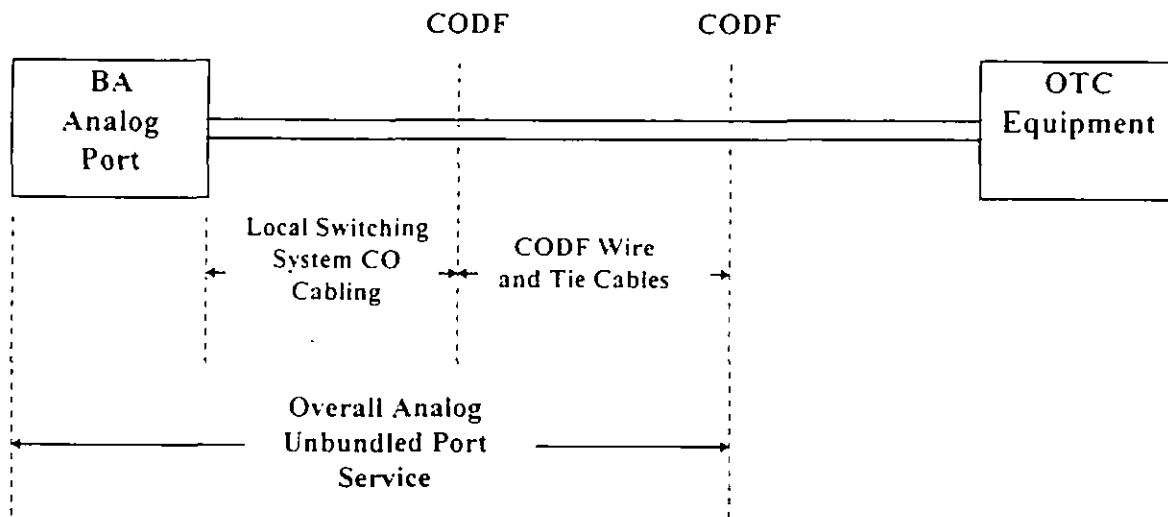 CODF
CODF
BA
Analog
Port
OTC
Equipment
Local Switching
System CO
Cabling
CODF Wire
and Tie Cables
Overall Analog
Unbundled Port
Service